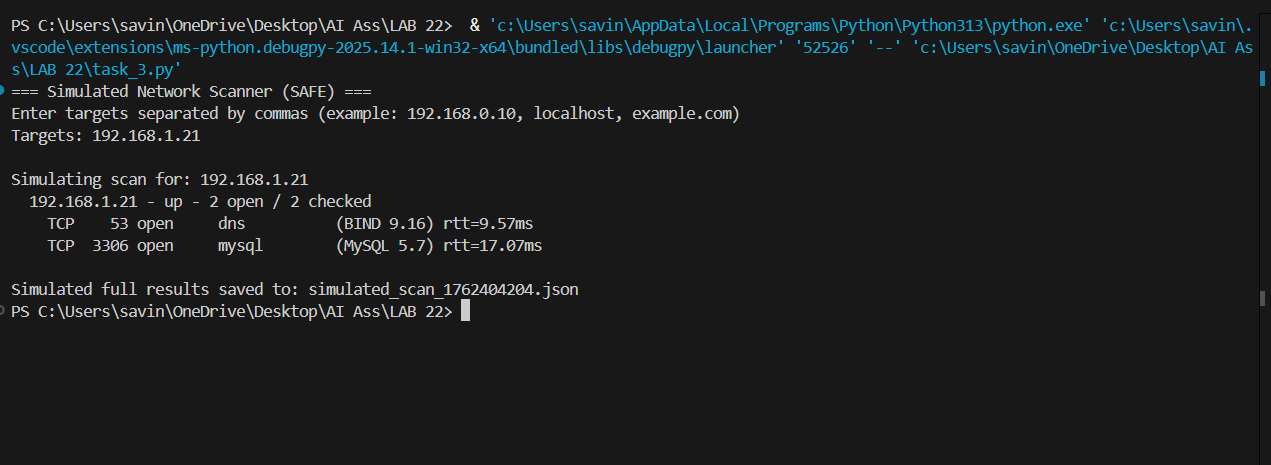 PS C:\Users\savin\OneDrive\Desktop\AI Ass\LAB 22>  & 'c:\Users\savin\AppData\Local\Programs\Python\Python313\python.exe' 'c:\Users\savin\.
vscode\extensions\ms-python.debugpy-2025.14.1-win32-x64\bundled\libs\debugpy\launcher' '52526' '--' 'c:\Users\savin\OneDrive\Desktop\AI As
s\LAB 22\task_3.py'
=== Simulated Network Scanner (SAFE) ===
Enter targets separated by commas (example: 192.168.0.10, localhost, example.com)
Targets: 192.168.1.21
Simulating scan for: 192.168.1.21
  192.168.1.21 - up - 2 open / 2 checked
    TCP    53 open     dns          (BIND 9.16) rtt=9.57ms
    TCP  3306 open     mysql        (MySQL 5.7) rtt=17.07ms
Simulated full results saved to: simulated_scan_1762404204.json
PS C:\Users\savin\OneDrive\Desktop\AI Ass\LAB 22>